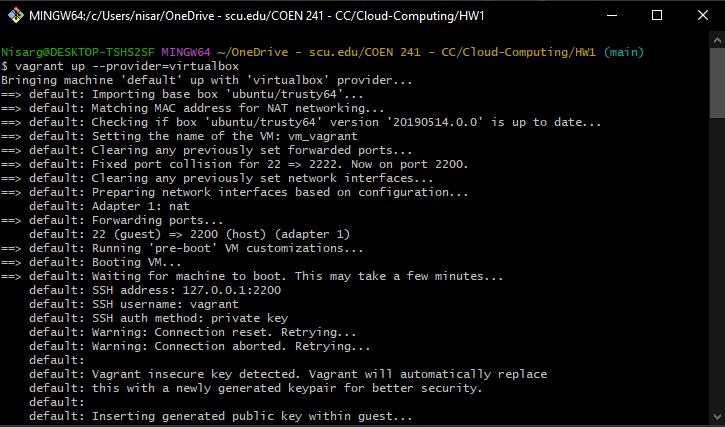 MINGW64:/c/Users/nisar/OneDrive - scu.edu/COEN 241 - CC/Cloud-Computing/HW1
Nisarg@DESKTOP-TSHS2SF MINGW64 ~/OneDrive - scu.edu/COEN 241 - CC/Cloud-Computing/HW1 (main)
$ vagrant up --provider=virtualbox
Bringing machine 'default' up with 'virtualbox' provider...
==> default: Importing base box 'ubuntu/trusty64'...
==> default: Matching MAC address for NAT networking...
==> default: Checking if box 'ubuntu/trusty64' version '20190514.0.0' is up to date...
==> default: Setting the name of the VM: vm_vagrant
==> default: Clearing any previously set forwarded ports...
==> default: Fixed port collision for 22 => 2222. Now on port 2200.
==> default: Clearing any previously set network interfaces...
==> default: Preparing network interfaces based on configuration...
    default: Adapter 1: nat
==> default: Forwarding ports...
    default: 22 (guest) => 2200 (host) (adapter 1)
==> default: Running 'pre-boot' VM customizations...
==> default: Booting VM...
==> default: Waiting for machine to boot. This may take a few minutes...
    default: SSH address: 127.0.0.1:2200
    default: SSH username: vagrant
    default: SSH auth method: private key
    default: Warning: Connection reset. Retrying...
    default: Warning: Connection aborted. Retrying...
    default:
    default: Vagrant insecure key detected. Vagrant will automatically replace
    default: this with a newly generated keypair for better security.
    default:
    default: Inserting generated public key within guest...